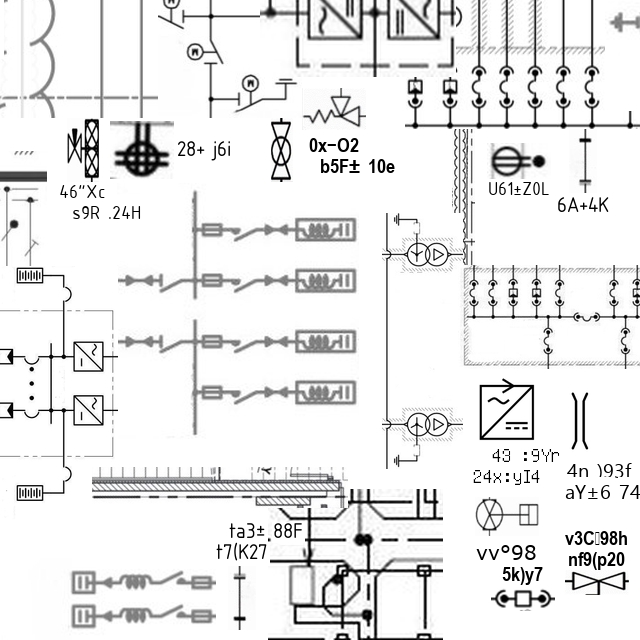 28+ j6i
0x-O2
b5F± 10e
46"Xc
s9R .24H
U61±Z0L
6A+4K
43 :9Yr
24x:yI4
4n )93f
aY±6 74
ta3± 88F
t7(K27
vv°98
5k)y7
nf9(p20